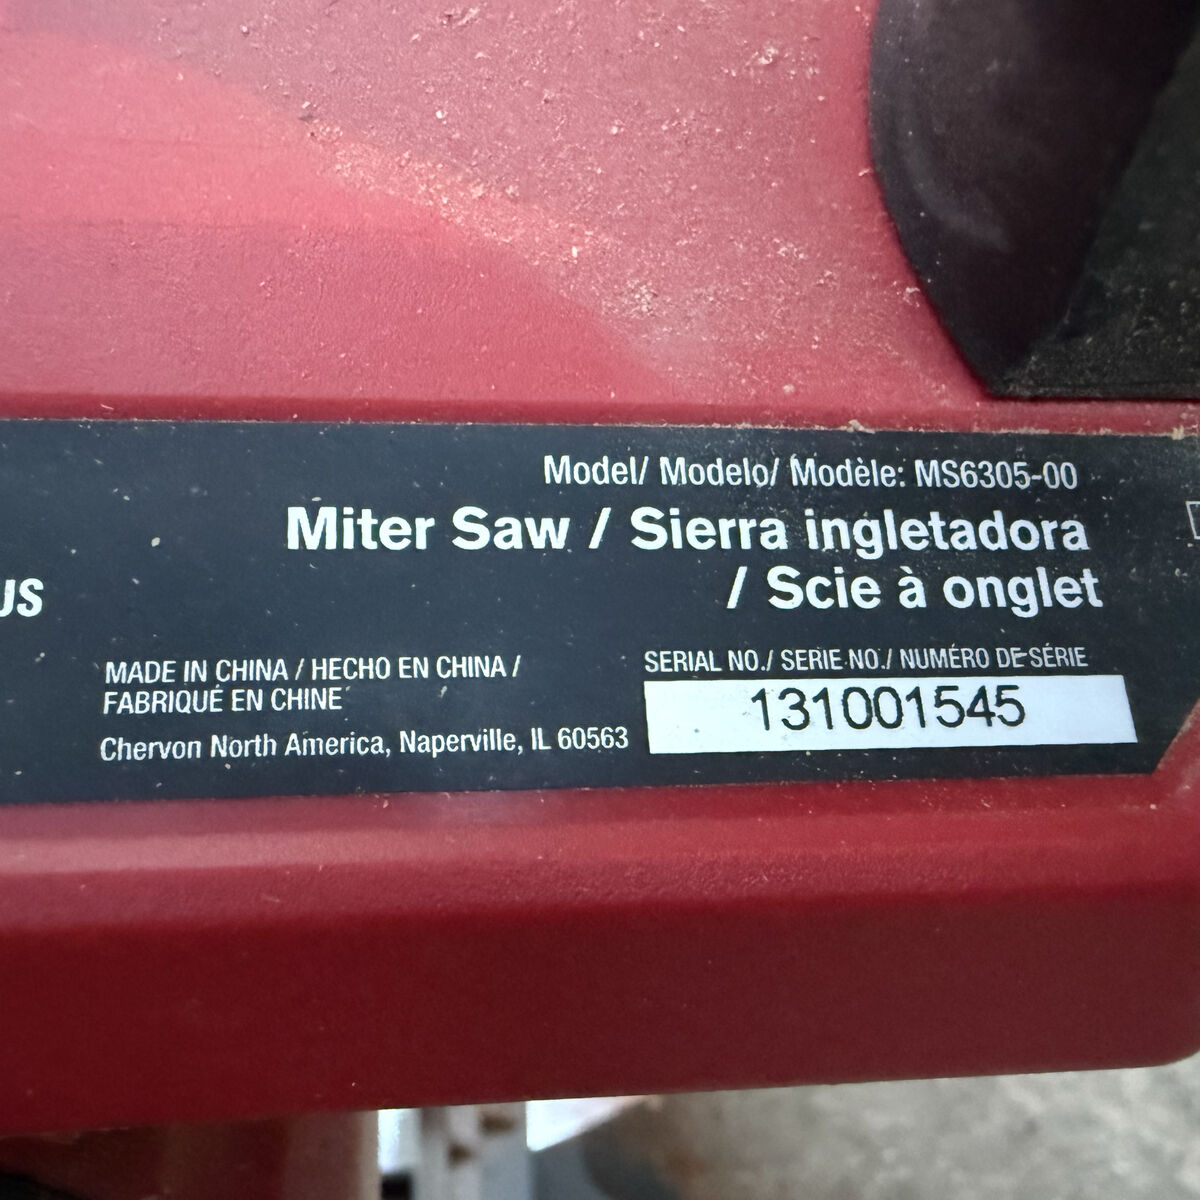 Model/ Modelo/ Modèle: MS6305-00
Miter Saw / Sierra ingletadora
/ Scie à onglet
US
MADE IN CHINA / HECHO EN CHINA /
FABRIQUÉ EN CHINE
Chervon North America, Naperville, IL 60563
SERIAL NO./ SERIE NO./ NUMÉRO DE SÉRIE
131001545